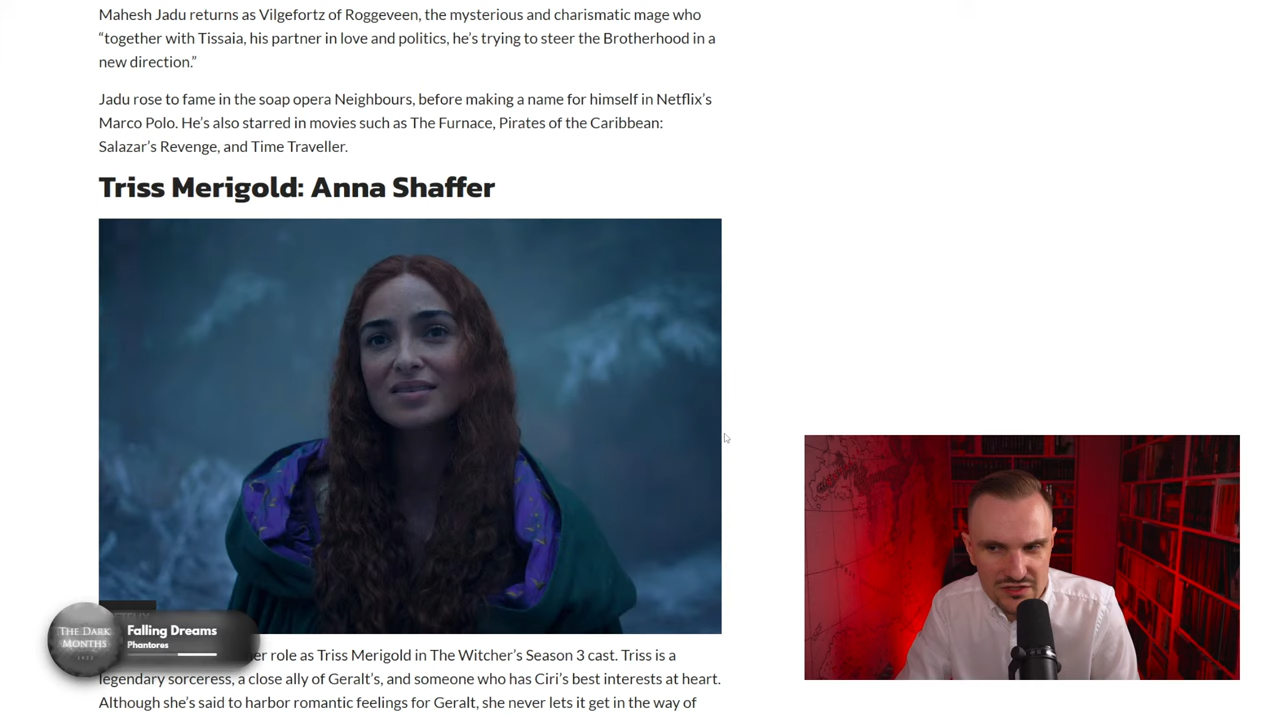 Mahesh Jadu returns as Vilgefortz of Roggeveen, the mysterious and charismatic mage who
“together with Tissaia, his partner in love and politics, he’s trying to steer the Brotherhood in a
new direction.”
Jadu rose to fame in the soap opera Neighbours, before making a name for himself in Netflix’s
Marco Polo. He’s also starred in movies such as The Furnace, Pirates of the Caribbean:
Salazar’s Revenge, and Time Traveller.
Triss Merigold: Anna Shaffer
THE DARK
MONTHS
Falling Dreams
Phantores
role as Triss Merigold in The Witcher’s Season 3 cast. Triss is a
legendary sorceress, a close ally of Geralt’s, and someone who has Ciri’s best interests at heart.
Although she’s said to harbor romantic feelings for Geralt, she never lets it get in the way of